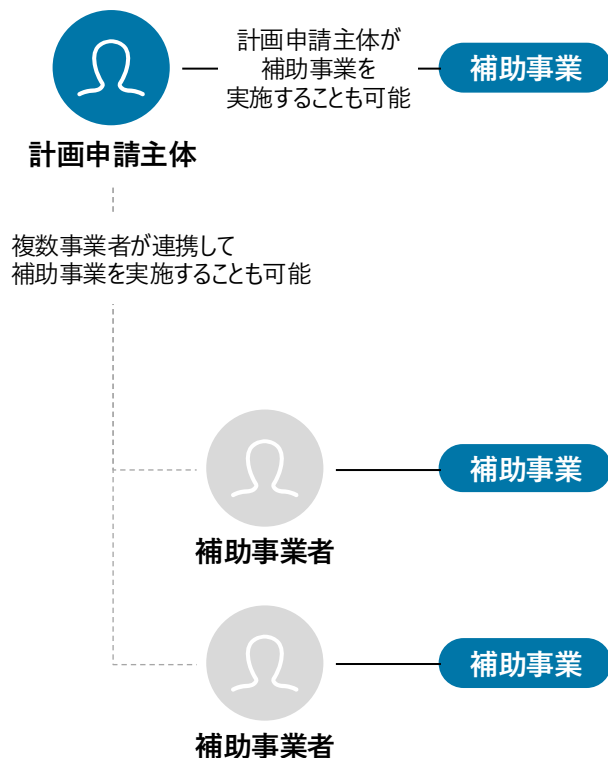 計画申請主体が
補助事業を
実施することも可能
補助事業
計画申請主体
複数事業者が連携して
補助事業を実施することも可能
補助事業
補助事業者
補助事業
補助事業者